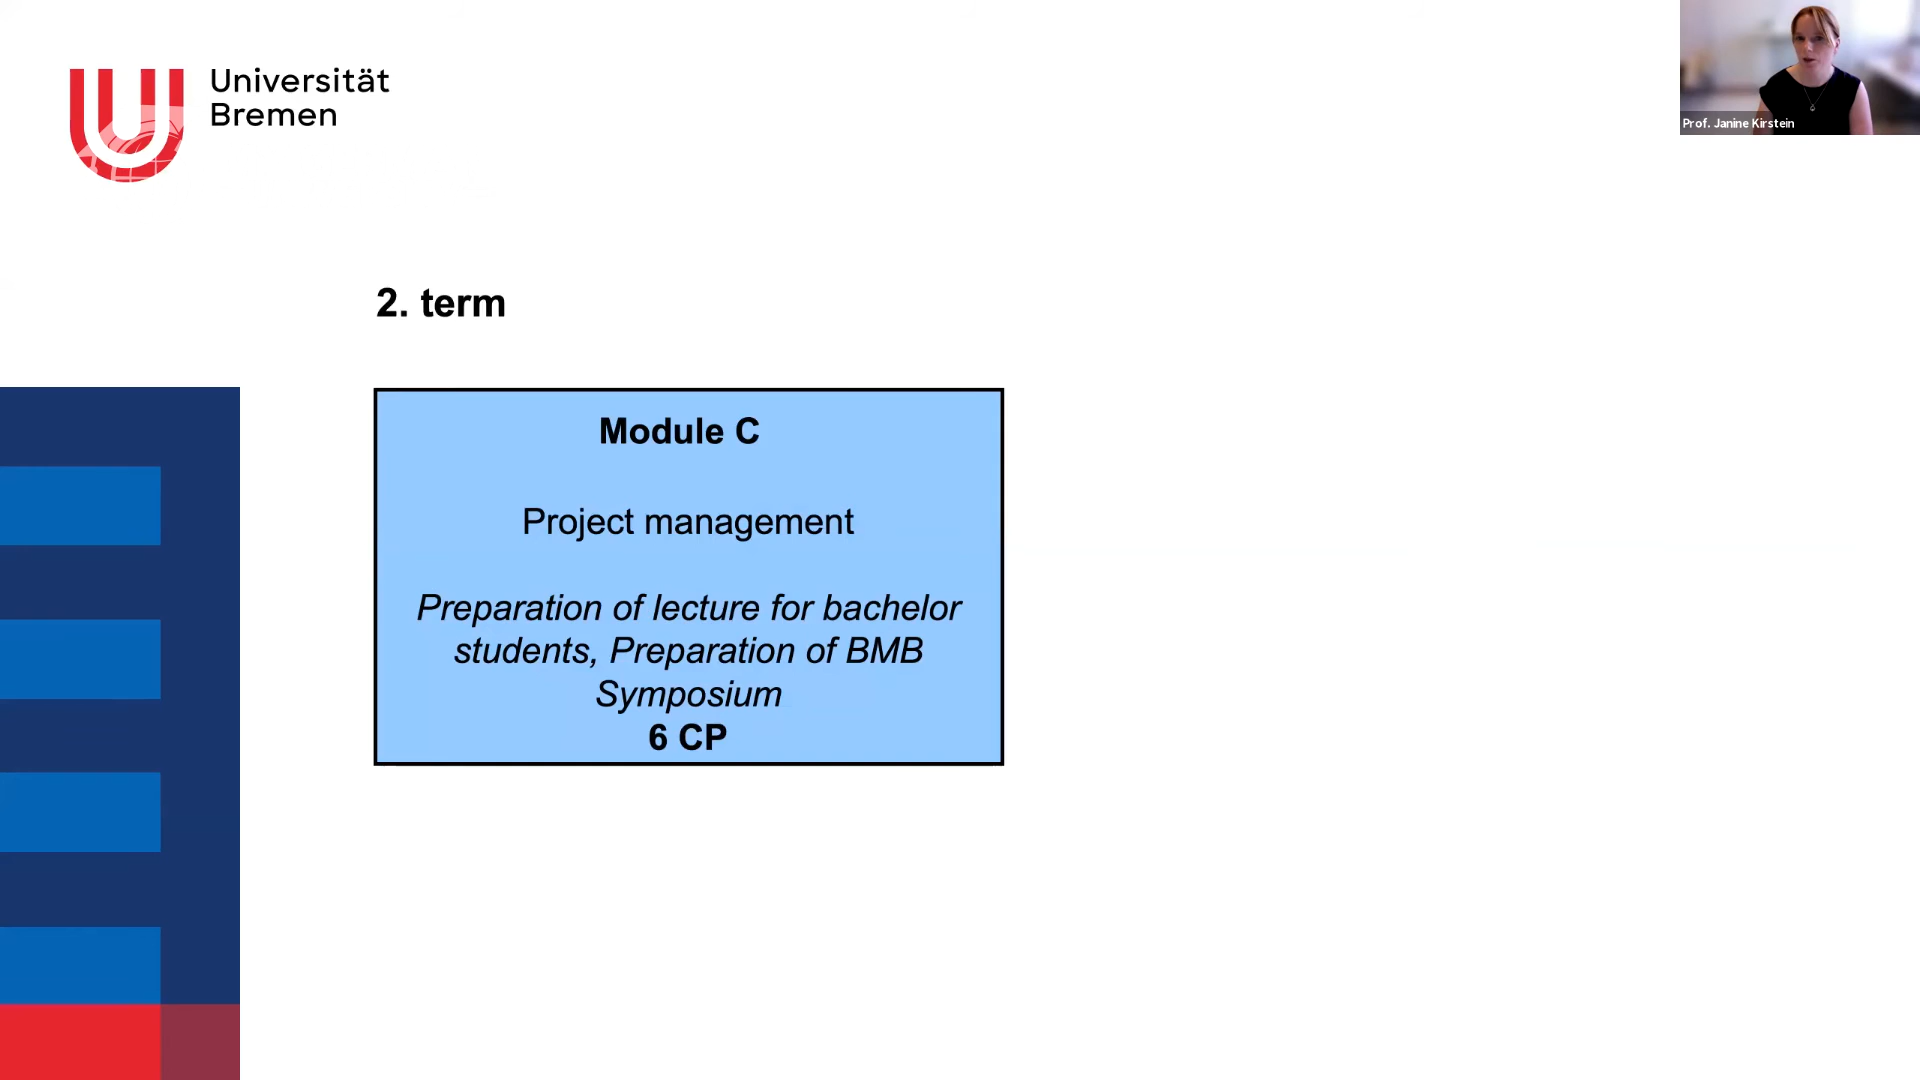 Universität
Bremen
Prof. Janine Kirstein
2. term
Module C
Project management
Preparation of lecture for bachelor
students, Preparation of BMB
Symposium
6 CP